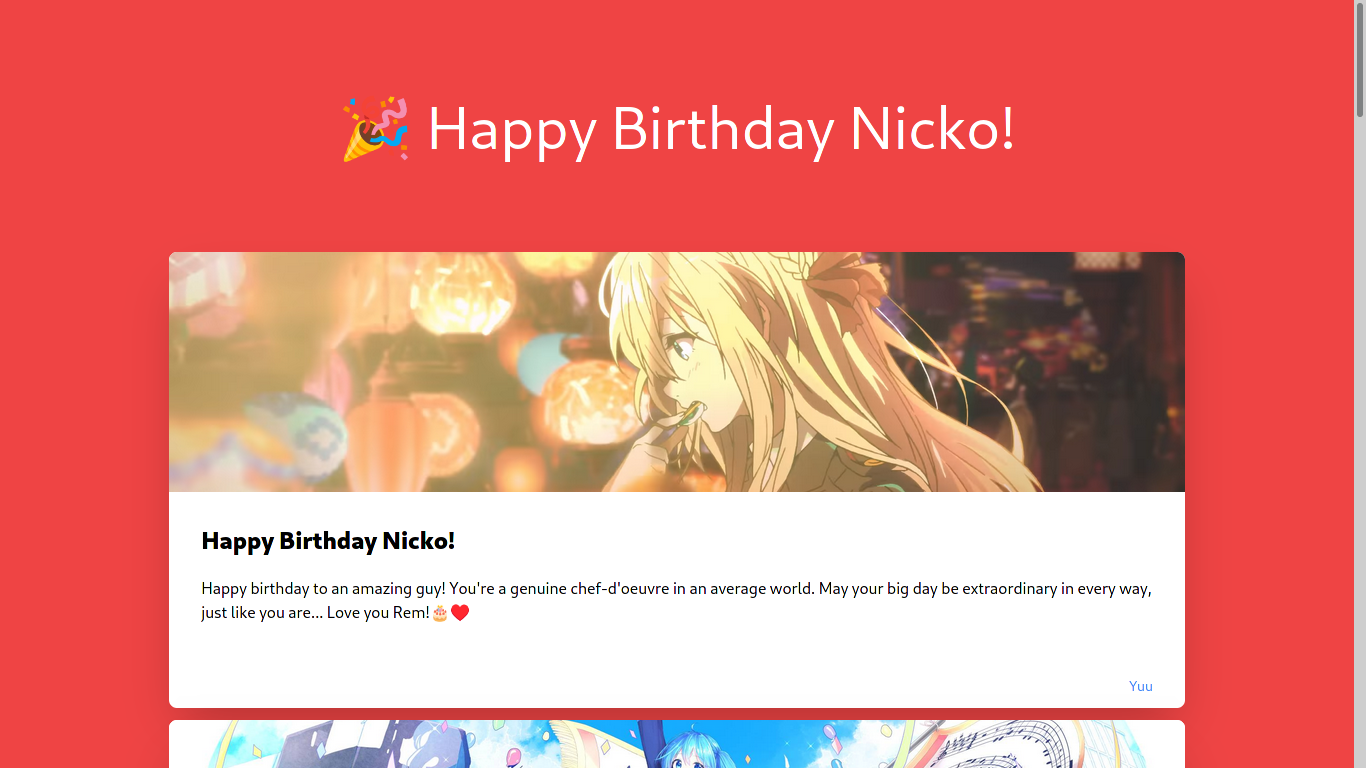 🎉 Happy Birthday Nicko!
Happy Birthday Nicko!
Happy birthday to an amazing guy! You're a genuine chef-d'oeuvre in an average world. May your big day be extraordinary in every way,
just like you are... Love you Rem!🎂❤️
Yuu